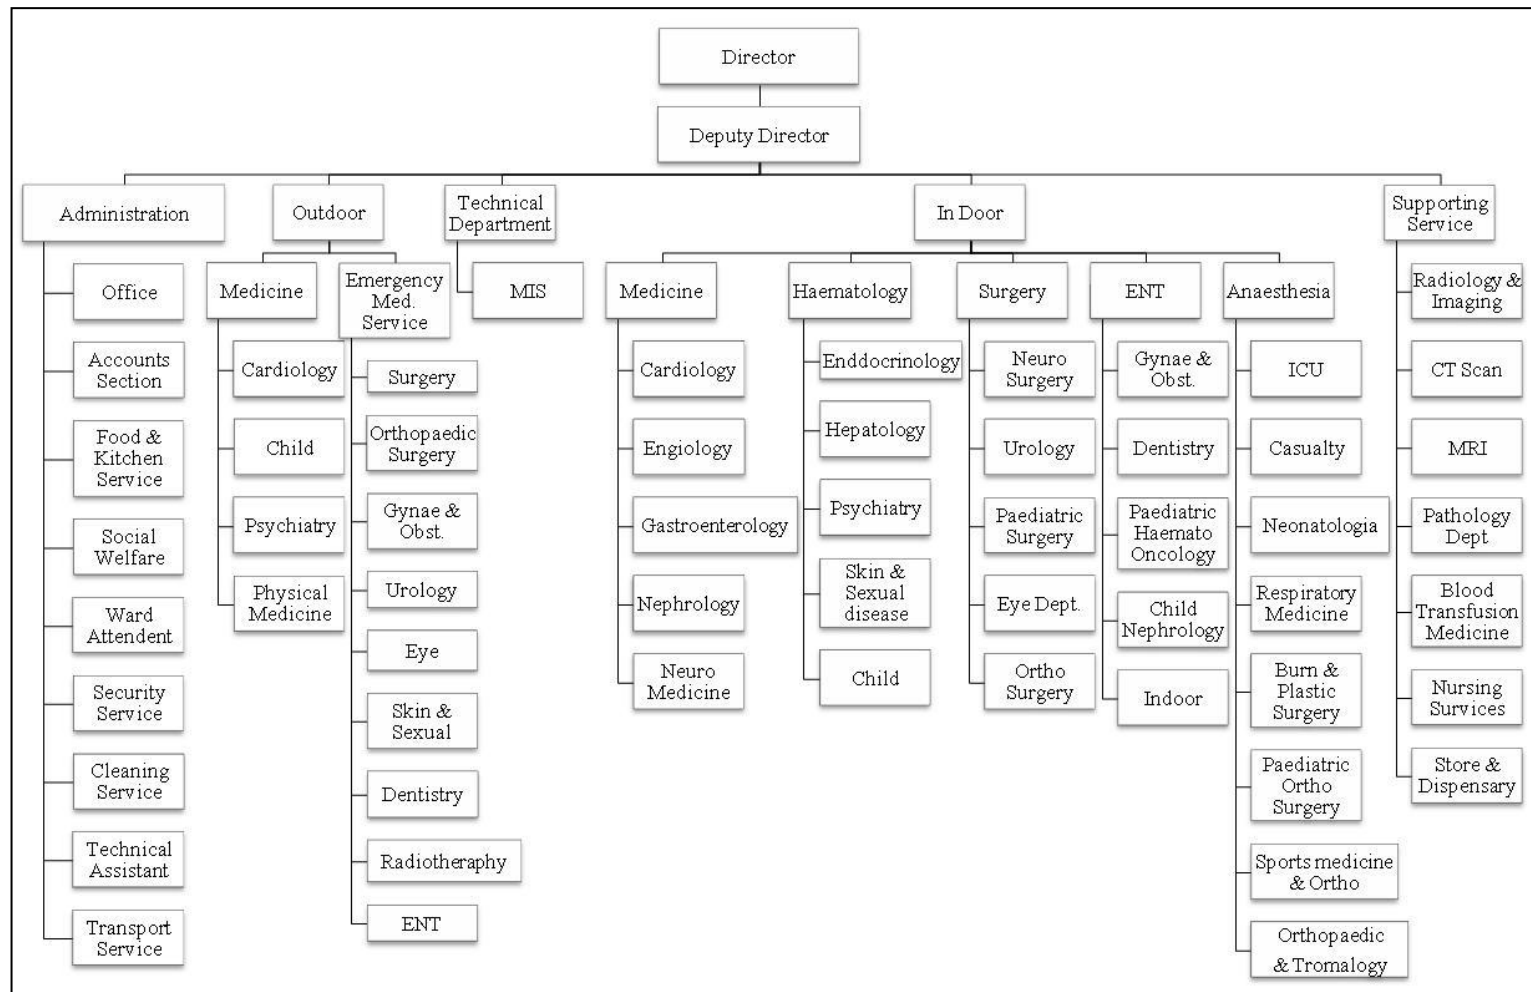 Director
Deputy Director
Administration
Outdoor
Technical
Department
In Door
Supporting
Service
Office
Accounts
Section
Food &
Kitchen
Service
Social
Welfare
Ward
Attendent
Security
Service
Cleaning
Service
Technical
Assistant
Transport
Service
Medicine
Cardiology
Child
Psychiatry
Physical
Medicine
Emergency
Med.
Service
Surgery
Orthopaedic
Surgery
Gynae &
Obst.
Urology
Eye
Skin &
Sexual
Dentistry
Radiotheraphy
ENT
MIS
Medicine
Cardiology
Engiology
Gastroenterology
Nephrology
Neuro
Medicine
Haematology
Enddocrinology
Hepatology
Psychiatry
Skin &
Sexual
disease
Child
Surgery
Neuro
Surgery
Urology
Paediatric
Surgery
Eye Dept.
Ortho
Surgery
ENT
Gynae &
Obst.
Dentistry
Paediatric
Haemato
Oncology
Child
Nephrology
Indoor
Anaesthesia
ICU
Casualty
Neonatologia
Respiratory
Medicine
Burn &
Plastic
Surgery
Paediatric
Ortho
Surgery
Sports medicine
& Ortho
Orthopaedic
& Tromalogy
Radiology &
Imaging
CT Scan
MRI
Pathology
Dept
Blood
Transfusion
Medicine
Nursing
Survices
Store &
Dispensary